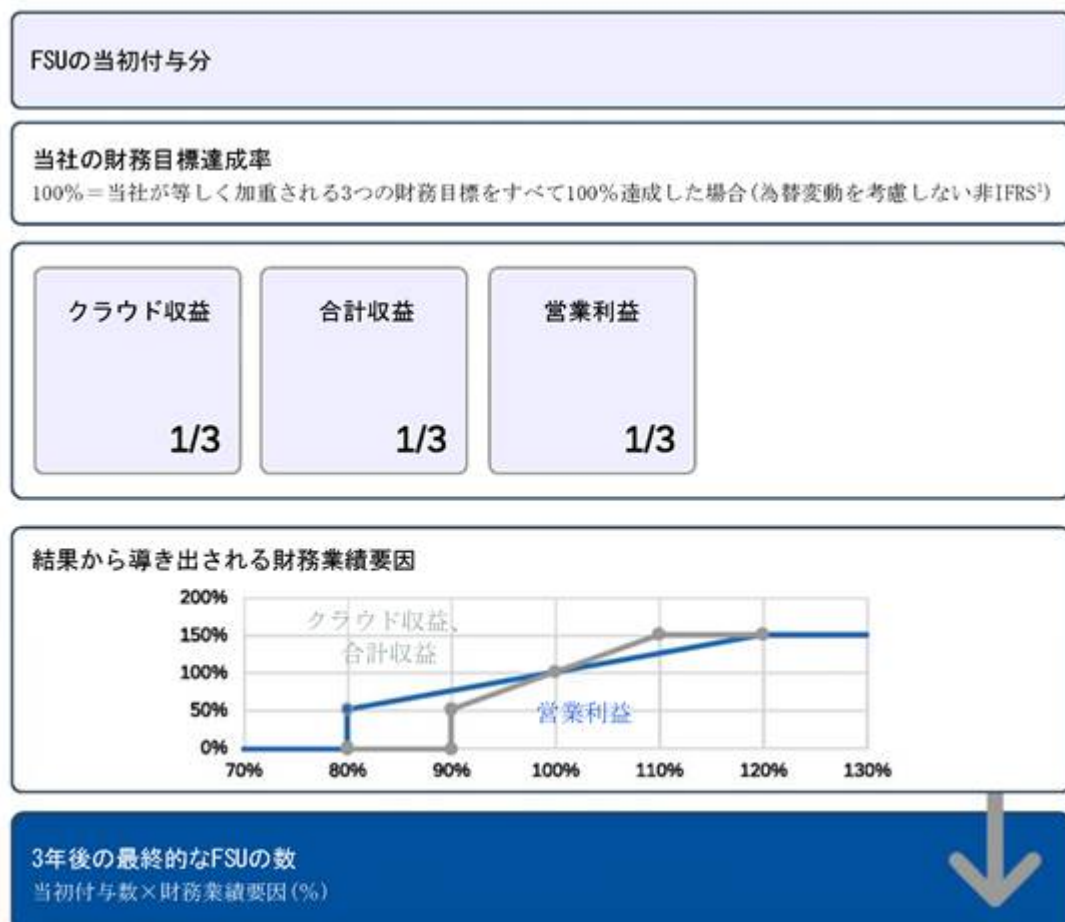 FSUの当初付与分
当社の財務目標達成率
100%＝当社が等しく加重される3つの財務目標をすべて100%達成した場合(為替変動を考慮しない非IFRS¹)
クラウド収益
合計収益
営業利益
1/3
1/3
1/3
結果から導き出される財務業績要因
200%
150%
100%
50%
0%
クラウド収益、
合計収益
営業利益
70%
80%
90%
100%
110%
120%
130%
3年後の最終的なFSUの数
当初付与数×財務業績要因(%)